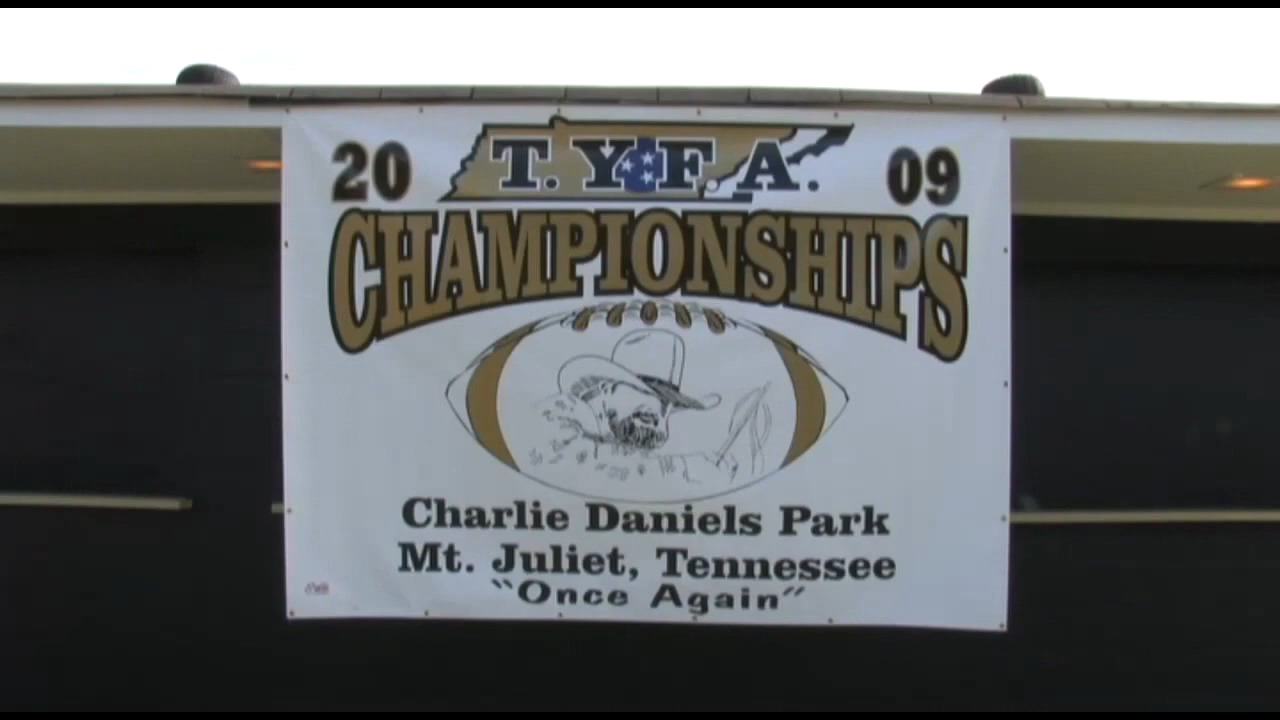 20 T.Y.F.A. 09
CHAMPIONSHIPS
Charlie Daniels Park
Mt. Juliet, Tennessee
"Once Again"